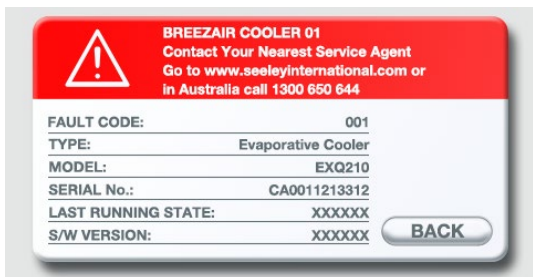 BREEZAIR COOLER 01
Contact Your Nearest Service Agent
Go to www.seeleyinternational.com or
in Australia call 1300 650 644
FAULT CODE: 001
TYPE: Evaporative Cooler
MODEL: EXQ210
SERIAL No.: CA0011213312
LAST RUNNING STATE: XXXXXX
S/W VERSION: XXXXXX
BACK